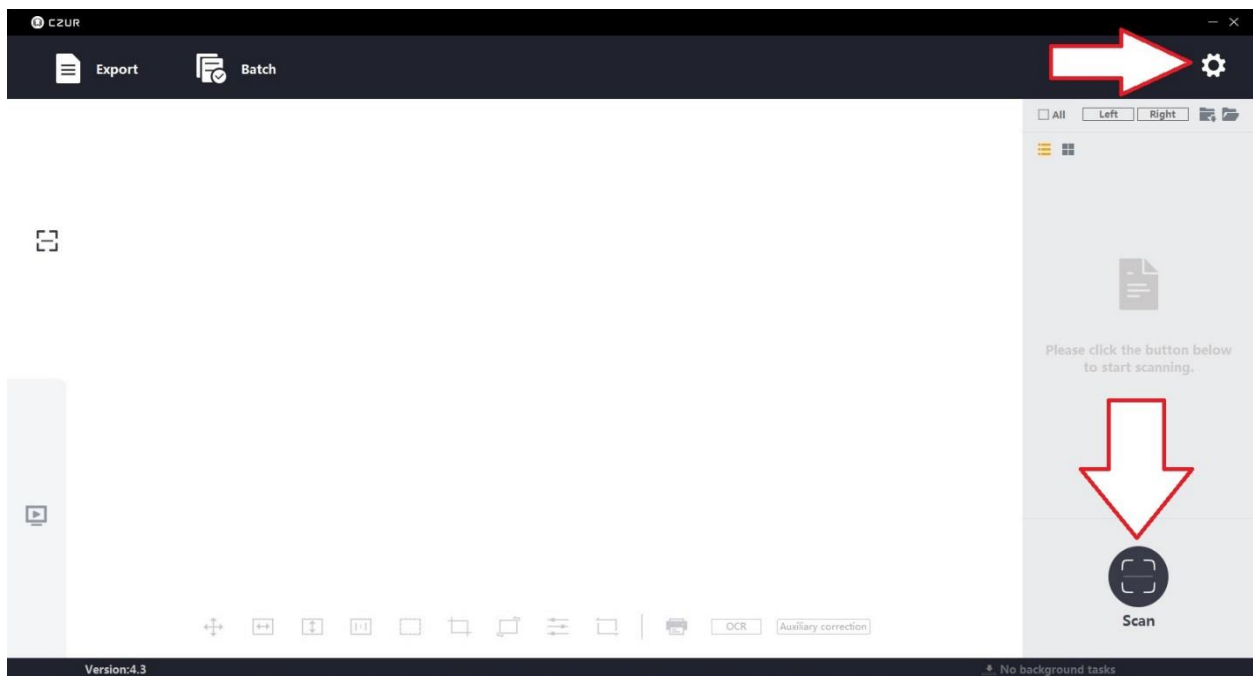 CZUR
Export
Batch
All
Left
Right
Please click the button below
to start scanning.
OCR
Auxiliary correction
Scan
Version:4.3
No background tasks